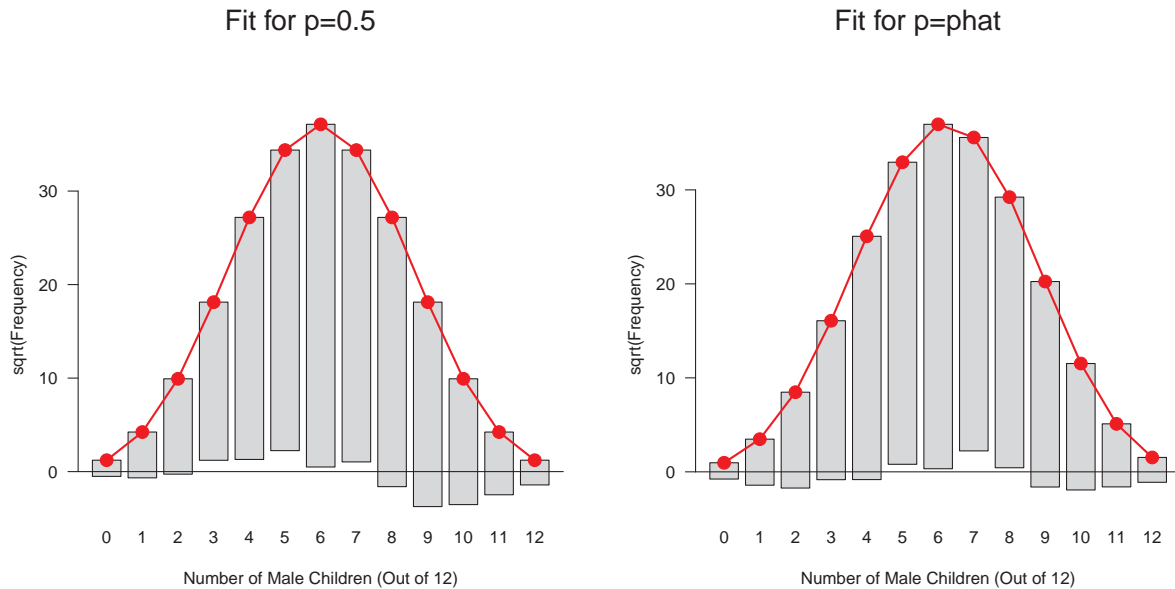 Fit for p=0.5
sqrt(Frequency)
30
20
10
0
0 1 2 3 4 5 6 7 8 9 10 11 12
Number of Male Children (Out of 12)
Fit for p=phat
sqrt(Frequency)
30
20
10
0
0 1 2 3 4 5 6 7 8 9 10 11 12
Number of Male Children (Out of 12)